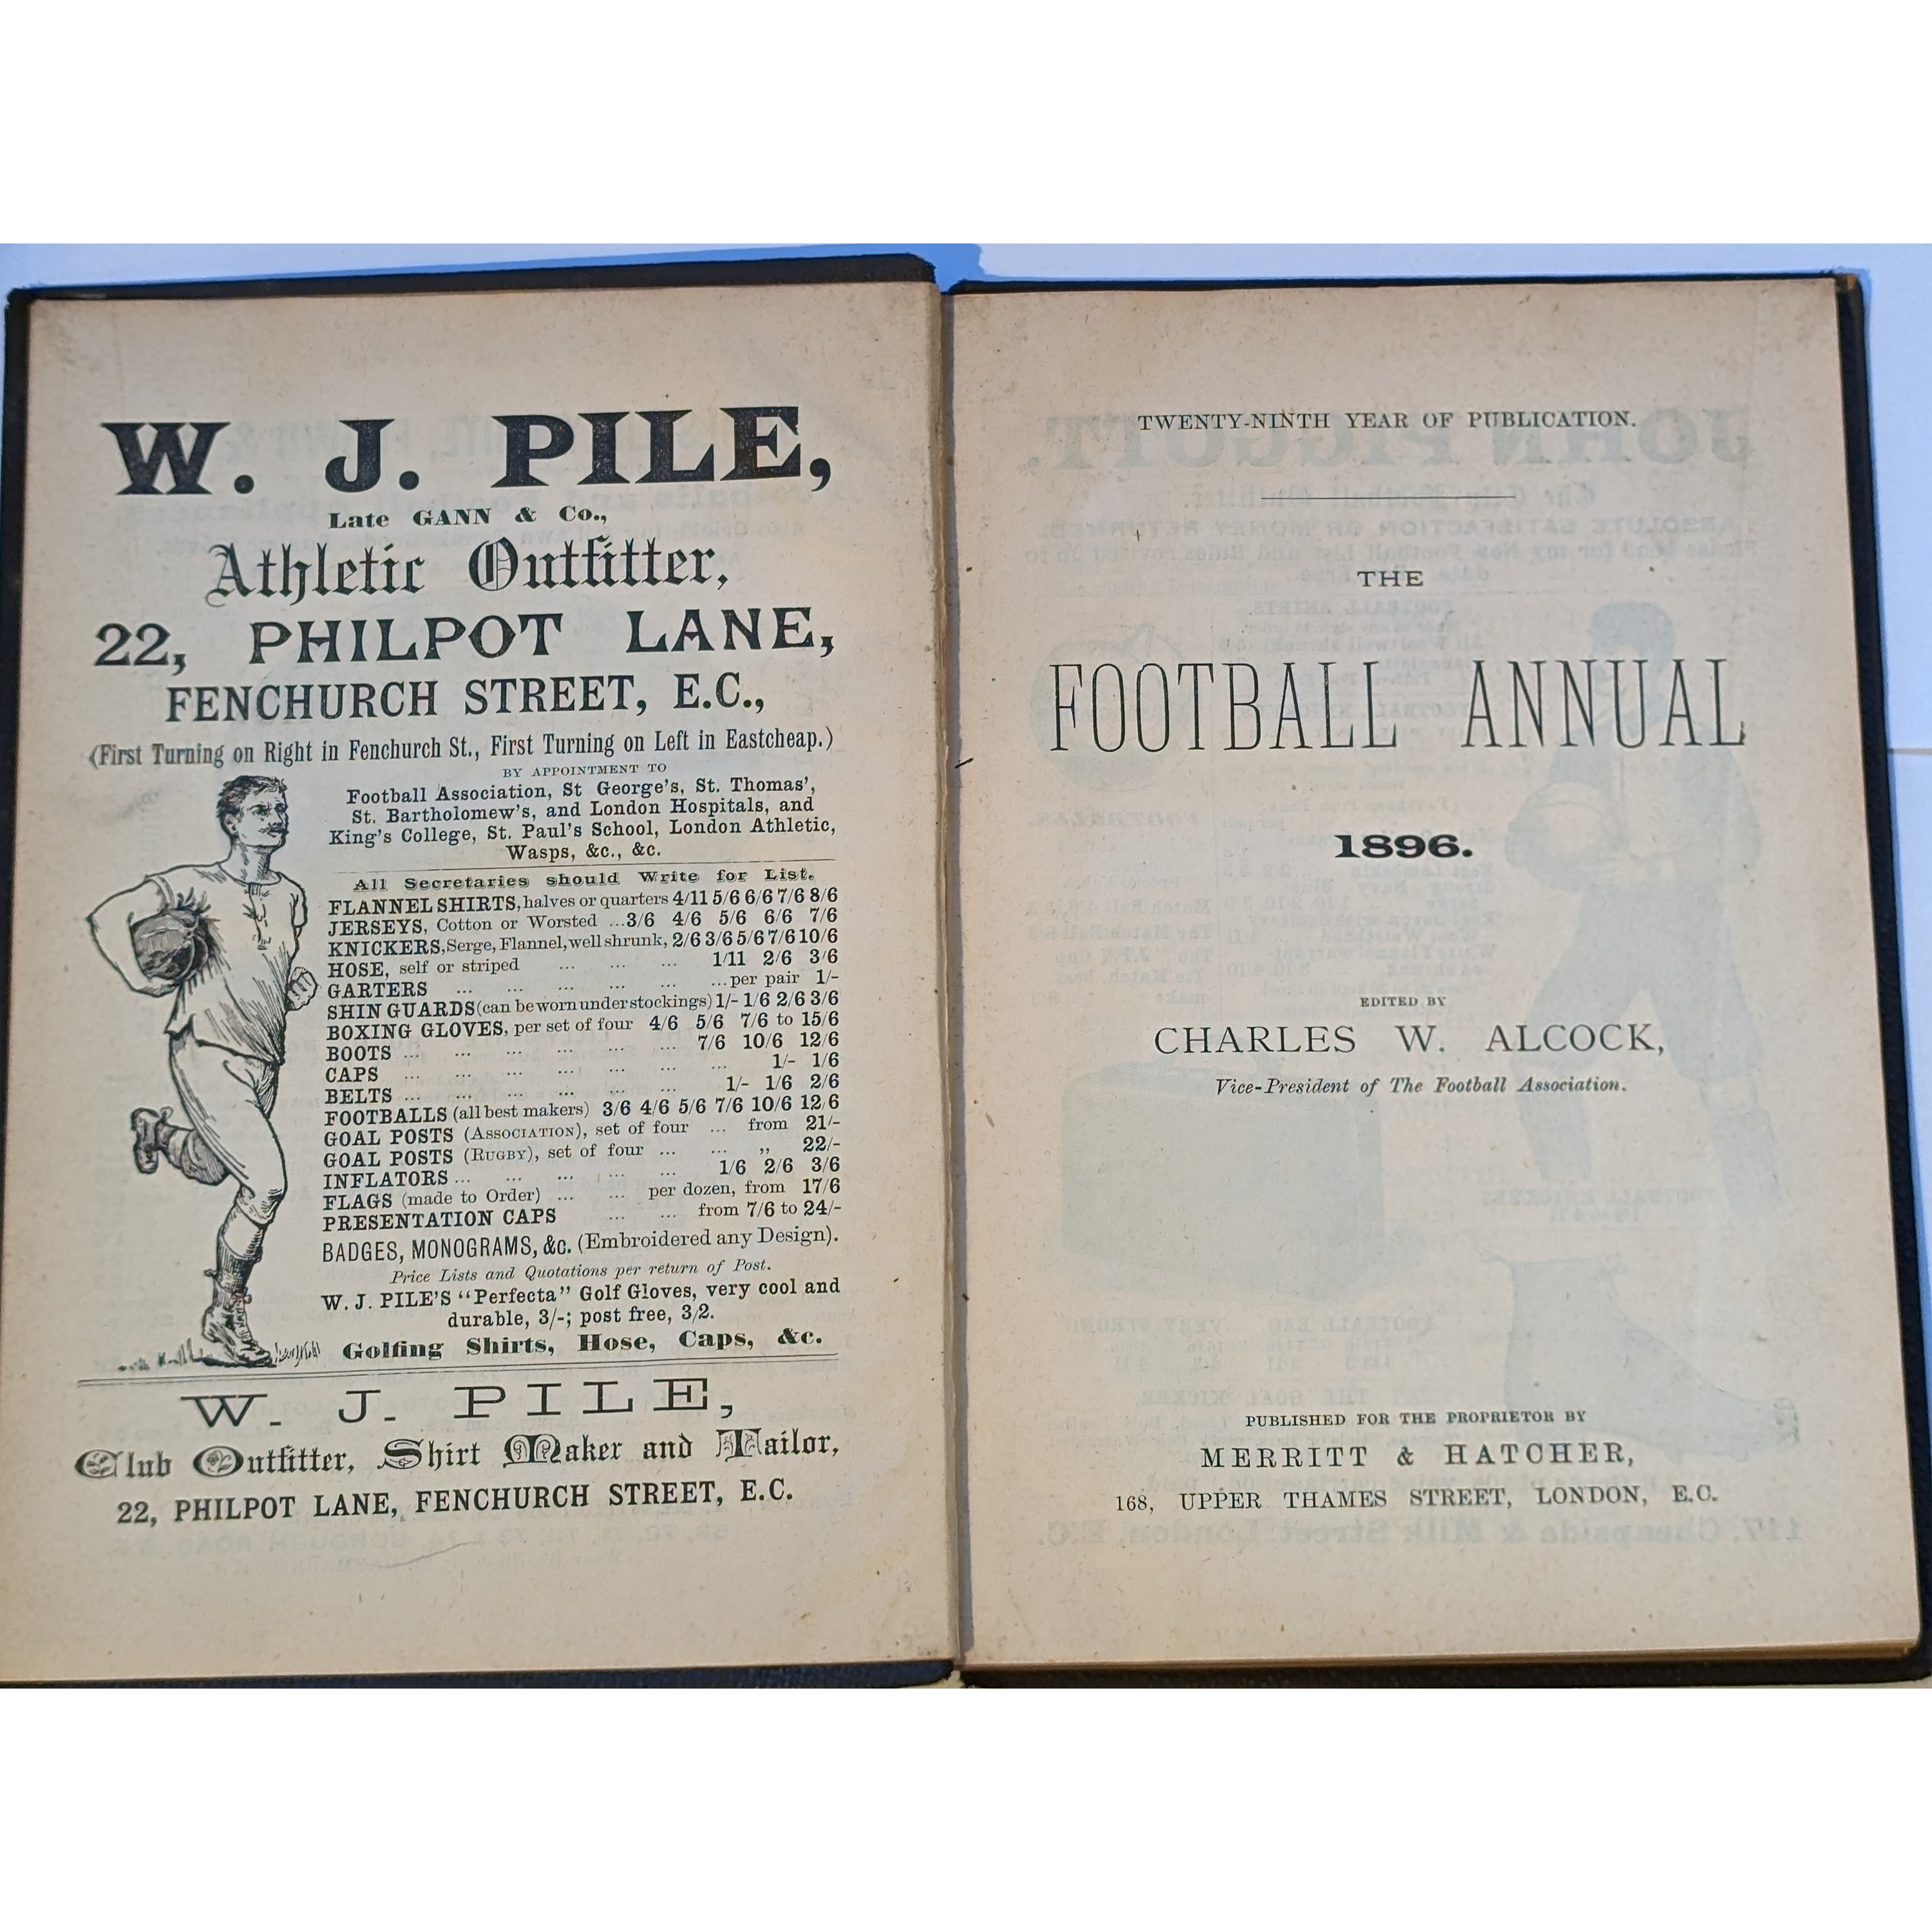 W. J. PILE,
Late GANN & Co.,
Athletic Outfitter,
22, PHILPOT LANE,
FENCHURCH STREET, E.C.,
(First Turning on Right in Fenchurch St., First Turning on Left in Eastcheap.)
BY APPOINTMENT TO
Football Association, St George's, St. Thomas',
St. Bartholomew's, and London Hospitals, and
King's College, St. Paul's School, London Athletic,
Wasps, &c., &c.
All Secretaries should Write for List.
FLANNEL SHIRTS, halves or quarters 4/11 5/6 6/6 7/6 8/6
JERSEYS, Cotton or Worsted ... 3/6 4/6 5/6 6/6 7/6
KNICKERS, Serge, Flannel, well shrunk, 2/6 3/6 5/6 7/6 10/6
HOSE, self or striped ... ... ... 1/11 2/6 3/6
GARTERS ... ... ... ... ... ... per pair 1/-
SHIN GUARDS (can be worn under stockings) 1/- 1/6 2/6 3/6
BOXING GLOVES, per set of four 4/6 5/6 7/6 to 15/6
BOOTS ... ... ... ... ... ... 7/6 10/6 12/6
CAPS ... ... ... ... ... ... ... 1/- 1/6
BELTS ... ... ... ... ... ... 1/- 1/6 2/6
FOOTBALLS (all best makers) 3/6 4/6 5/6 7/6 10/6 12/6
GOAL POSTS (ASSOCIATION), set of four ... from 21/-
GOAL POSTS (RUGBY), set of four ... ... „ 22/-
INFLATORS ... ... ... ... ... 1/6 2/6 3/6
FLAGS (made to Order) ... ... per dozen, from 17/6
PRESENTATION CAPS ... ... from 7/6 to 24/-
BADGES, MONOGRAMS, &c. (Embroidered any Design).
Price Lists and Quotations per return of Post.
W. J. PILE'S "Perfecta" Golf Gloves, very cool and
durable, 3/-; post free, 3/2.
Golfing Shirts, Hose, Caps, &c.
W. J. PILE,
Club Outfitter, Shirt Maker and Tailor,
22, PHILPOT LANE, FENCHURCH STREET, E.C.
TWENTY-NINTH YEAR OF PUBLICATION.
THE
FOOTBALL ANNUAL
1896.
EDITED BY
CHARLES W. ALCOCK,
Vice-President of The Football Association.
PUBLISHED FOR THE PROPRIETOR BY
MERRITT & HATCHER,
168, UPPER THAMES STREET, LONDON, E.C.